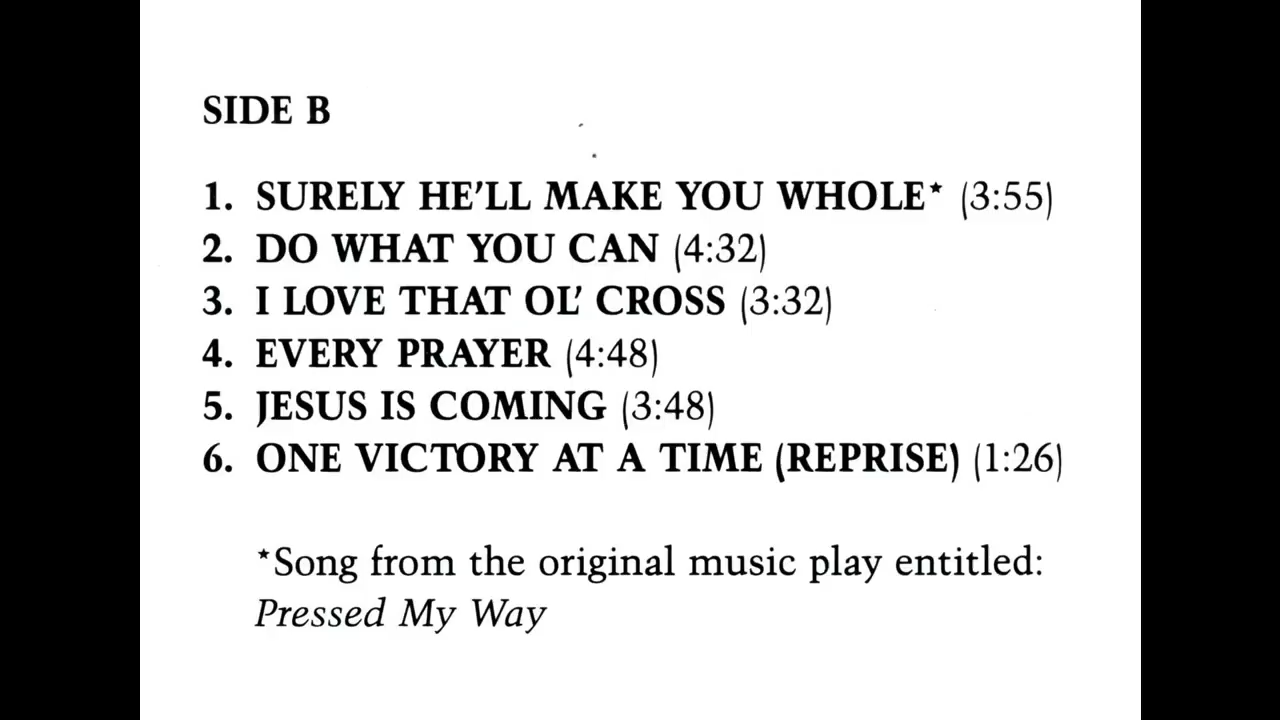 SIDE B
1. SURELY HE'LL MAKE YOU WHOLE* (3:55)
2. DO WHAT YOU CAN (4:32)
3. I LOVE THAT OL' CROSS (3:32)
4. EVERY PRAYER (4:48)
5. JESUS IS COMING (3:48)
6. ONE VICTORY AT A TIME (REPRISE) (1:26)
*Song from the original music play entitled:
Pressed My Way